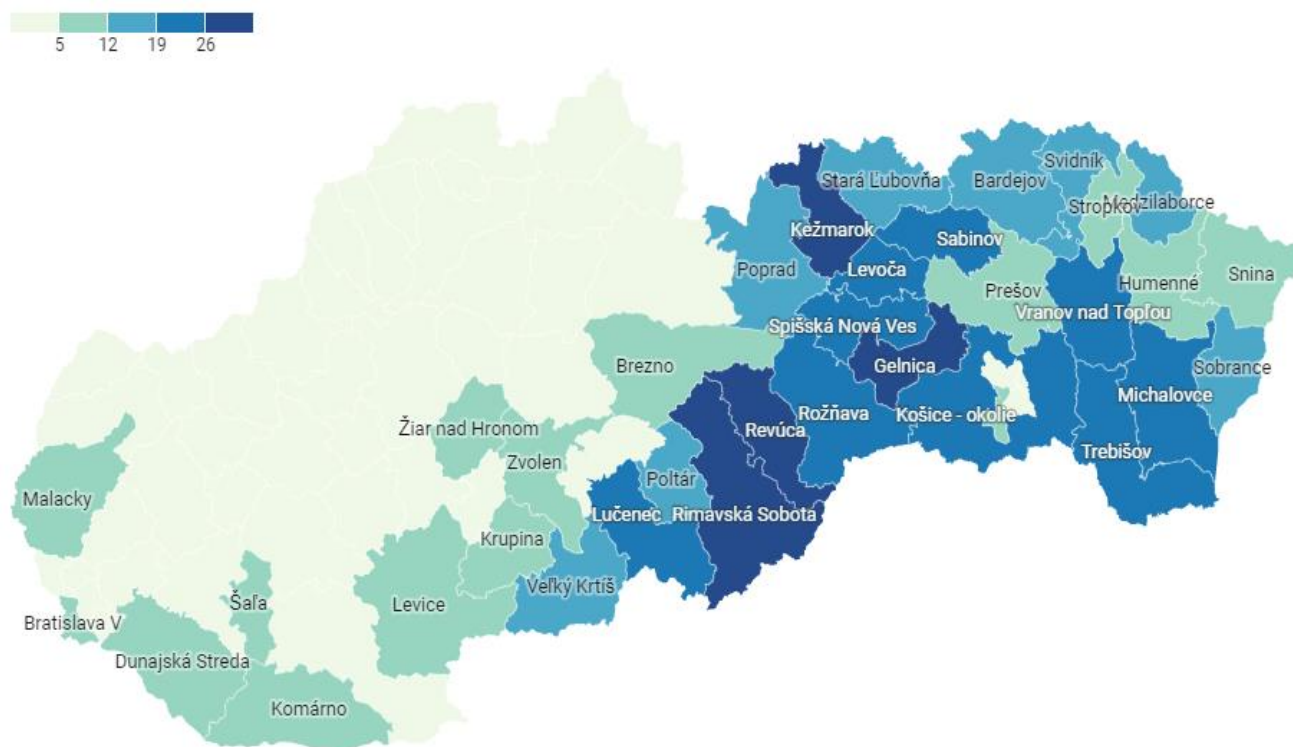 5 12 19 26
Svidník
Stará Ľubovňa
Bardejov
Medzilaborce
Stropkov
Kežmarok
Sabinov
Poprad
Levoča
Snina
Humenné
Prešov
Vranov nad Topľou
Spišská Nová Ves
Brezno
Gelnica
Sobrance
Michalovce
Rožňava
Košice - okolie
Žiar nad Hronom
Revúca
Zvolen
Trebišov
Poltár
Malacky
Lučenec
Rimavská Sobota
Krupina
Veľký Krtíš
Šaľa
Levice
Bratislava V
Dunajská Streda
Komárno